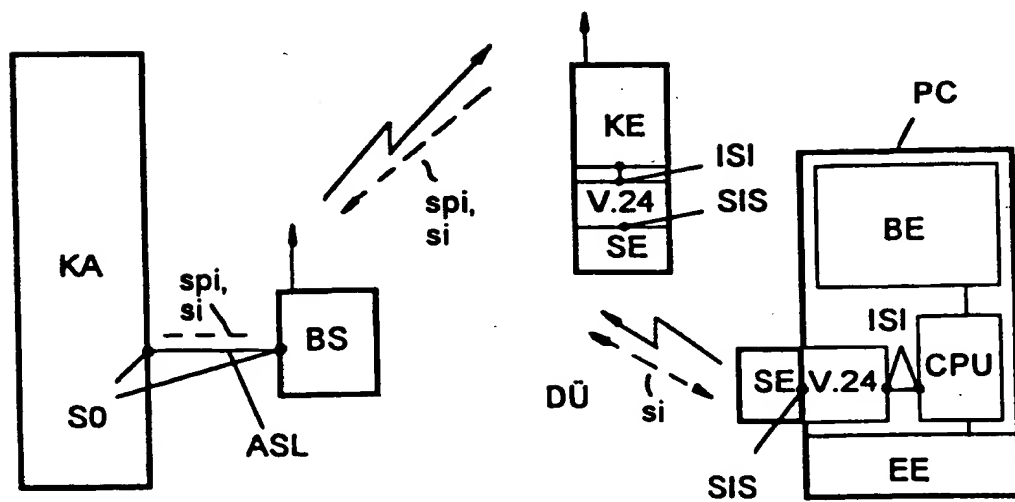 KA
spi,
si
S0
ASL
BS
spi,
si
KE
ISI
V.24
SIS
SE
PC
BE
ISI
CPU
SE
V.24
DÜ
si
SIS
EE